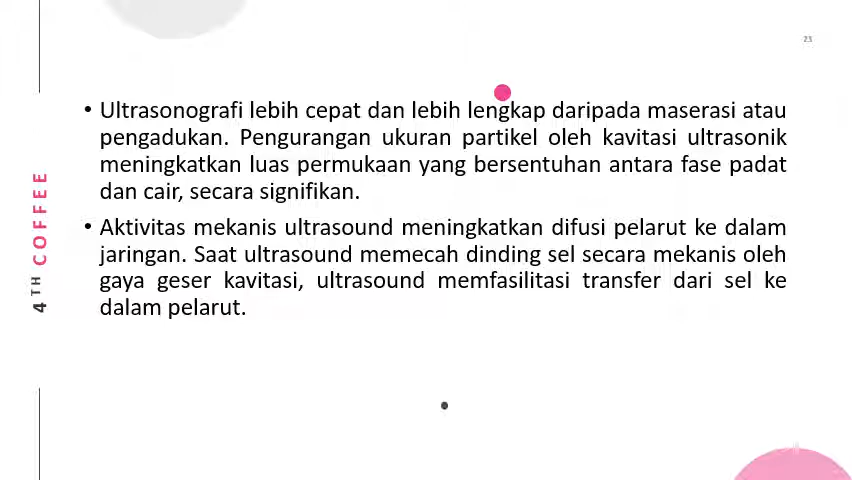 23
• Ultrasonografi lebih cepat dan lebih lengkap daripada maserasi atau
pengadukan. Pengurangan ukuran partikel oleh kavitasi ultrasonik
meningkatkan luas permukaan yang bersentuhan antara fase padat
dan cair, secara signifikan.
• Aktivitas mekanis ultrasound meningkatkan difusi pelarut ke dalam
jaringan. Saat ultrasound memecah dinding sel secara mekanis oleh
gaya geser kavitasi, ultrasound memfasilitasi transfer dari sel ke
dalam pelarut.
4TH COFFEE